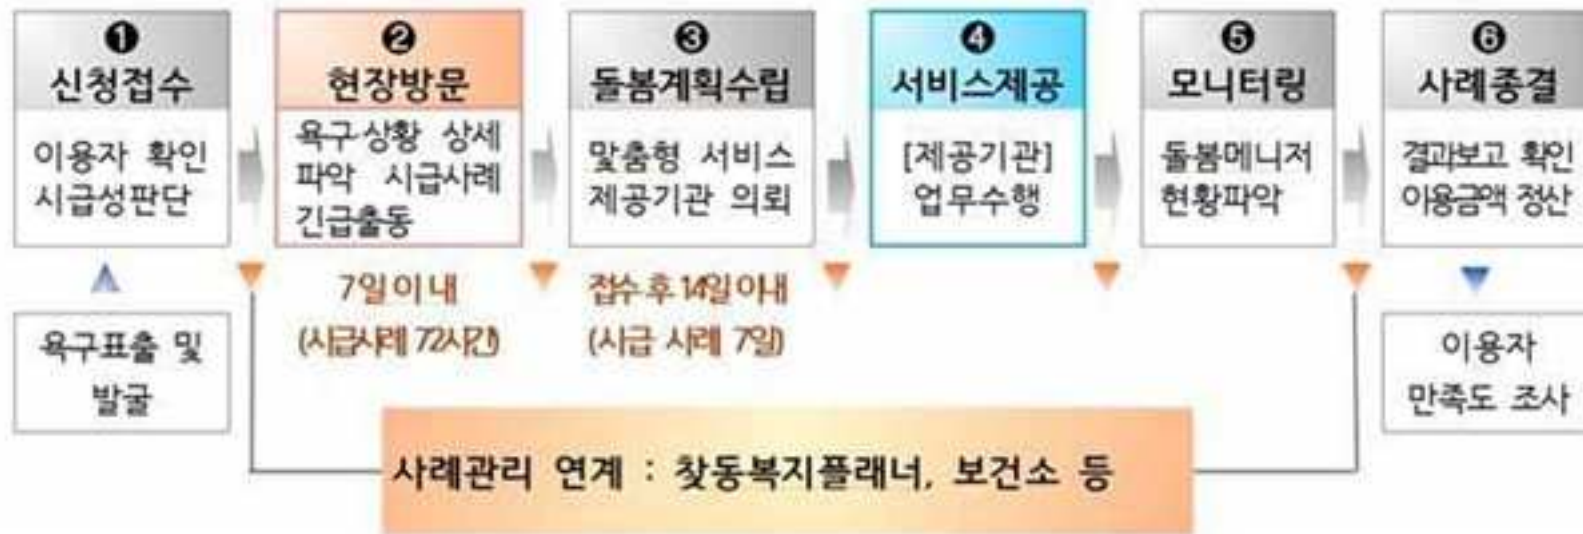 ❶
신청접수
이용자 확인
시급성판단
❷
현장방문
욕구상황 상세
파악 시급사례
긴급출동
❸
돌봄계획수립
맟춤형 서비스
제공기관 의뢰
❹
서비스제공
[제공기관]
업무수행
❺
모니터링
돌봄메니저
현황파악
❻
사례종결
결과보고 확인
이용금액 정산
7일이내
(시급사례 72시간)
접수 후 14일이내
(시급 사례 7일)
욕구표출 및
발굴
이용자
만족도 조사
사례관리 연계 : 찾동복지플래너, 보건소 등